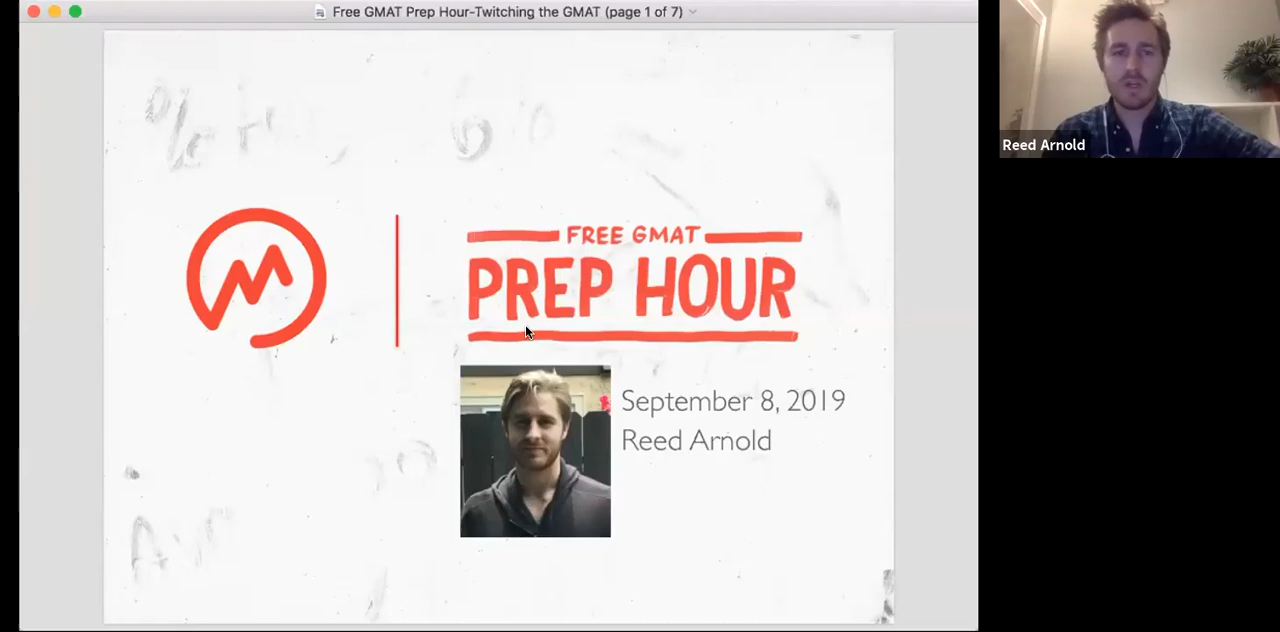 Free GMAT Prep Hour-Twitching the GMAT (page 1 of 7)
Reed Arnold
FREE GMAT
PREP HOUR
September 8, 2019
Reed Arnold